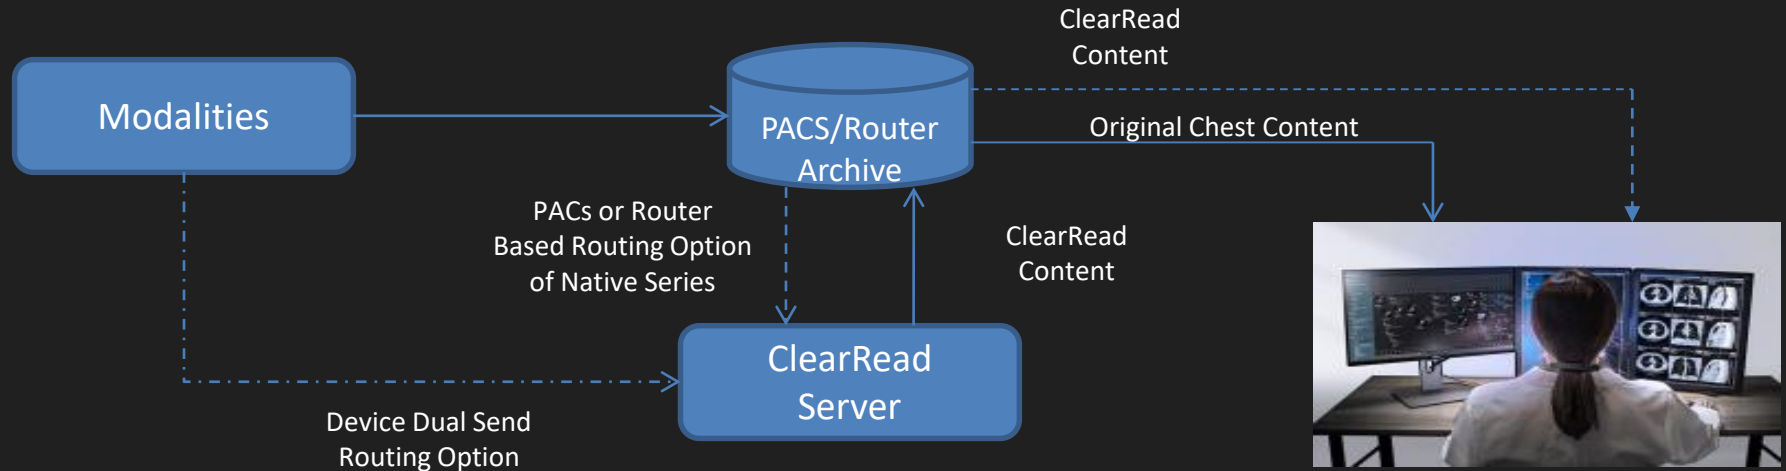 ClearRead
Content
Modalities
PACS/Router
Archive
Original Chest Content
PACs or Router
Based Routing Option
of Native Series
ClearRead
Content
ClearRead
Server
Device Dual Send
Routing Option